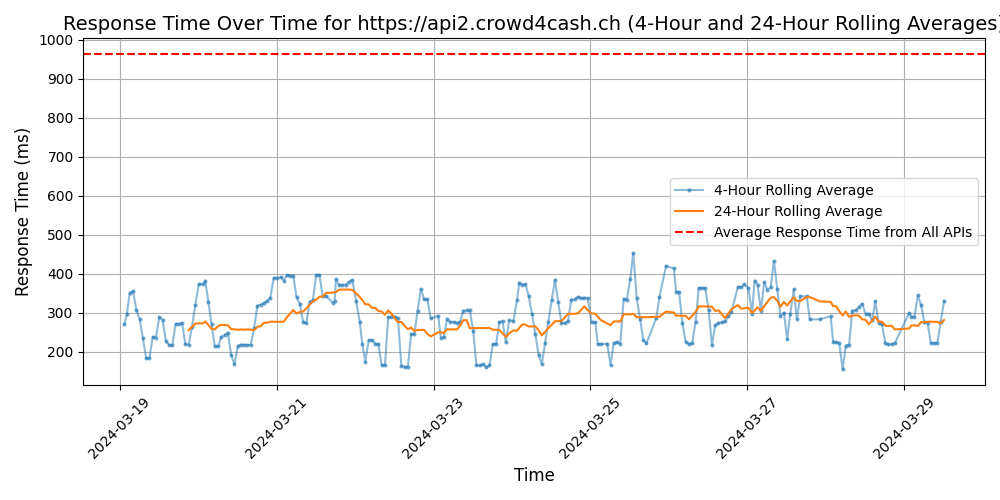 Response Time Over Time for https://api2.crowd4cash.ch (4-Hour and 24-Hour Rolling Averages)
Response Time (ms)
1000
900
800
700
600
500
400
300
200
4-Hour Rolling Average
24-Hour Rolling Average
Average Response Time from All APIs
2024-03-19
2024-03-21
2024-03-23
2024-03-25
2024-03-27
2024-03-29
Time